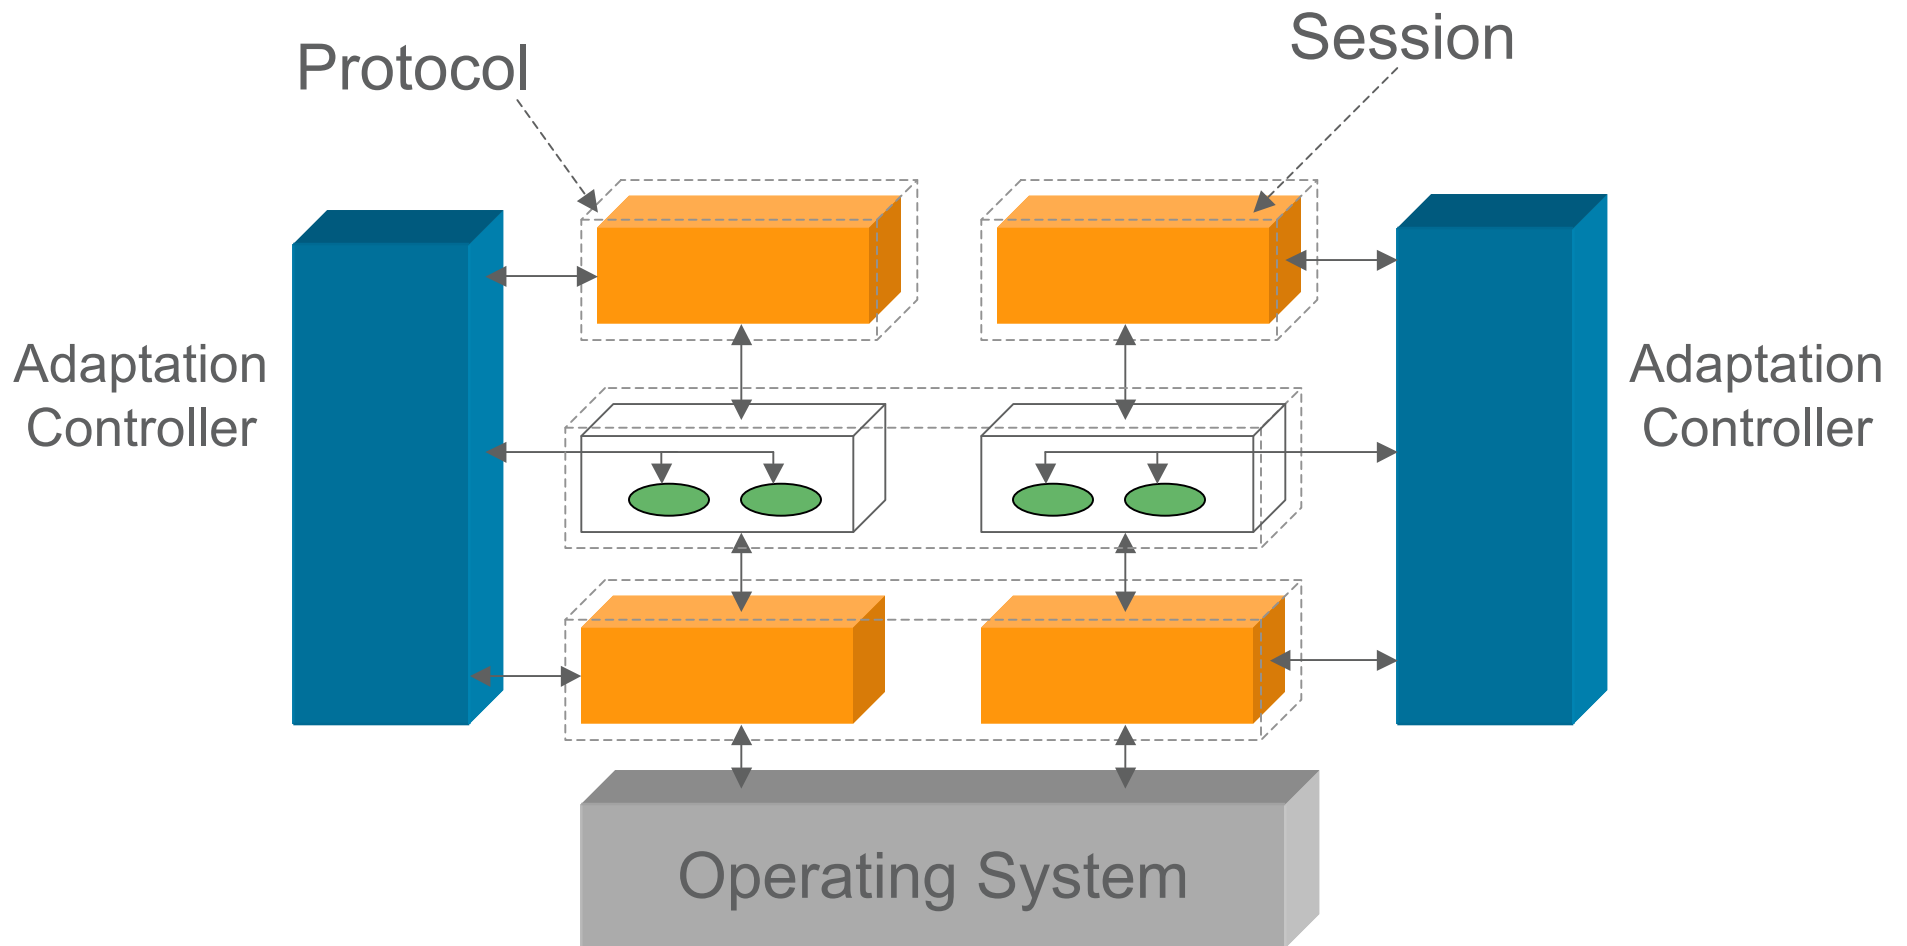 Protocol
Session
Adaptation
Controller
Adaptation
Controller
Operating System